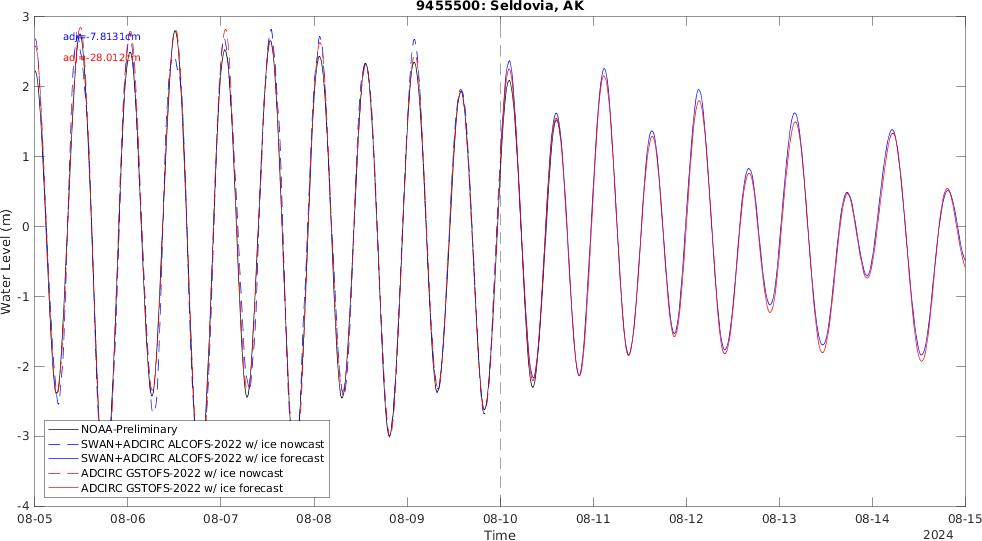 9455500: Seldovia, AK
adj=-7.8131cm
adj=-28.012cm
Water Level (m)
3
2
1
0
-1
-2
-3
-4
NOAA-Preliminary
SWAN+ADCIRC ALCOFS-2022 w/ ice nowcast
SWAN+ADCIRC ALCOFS-2022 w/ ice forecast
ADCIRC GSTOFS-2022 w/ ice nowcast
ADCIRC GSTOFS-2022 w/ ice forecast
08-05 08-06 08-07 08-08 08-09 08-10 08-11 08-12 08-13 08-14 08-15
Time
2024